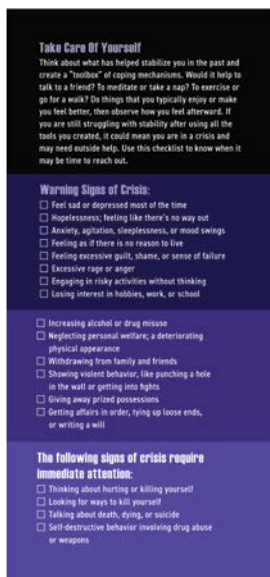 Take Care Of Yourself
Think about what has helped stabilize you in the past and
create a "toolbox" of coping mechanisms. Would it help to
talk to a friend? To meditate or take a nap? To exercise or
go for a walk? Do things that you typically enjoy or make
you feel better, then observe how you feel afterward. If
you are still struggling with stability after using all the
tools you created, it could mean you are in a crisis and
may need outside help. Use this checklist to know when it
may be time to reach out.
Warning Signs of Crisis:
☐ Feel sad or depressed most of the time
☐ Hopelessness; feeling like there's no way out
☐ Anxiety, agitation, sleeplessness, or mood swings
☐ Feeling as if there is no reason to live
☐ Feeling excessive guilt, shame, or sense of failure
☐ Excessive rage or anger
☐ Engaging in risky activities without thinking
☐ Losing interest in hobbies, work, or school
☐ Increasing alcohol or drug misuse
☐ Neglecting personal welfare; a deteriorating
physical appearance
☐ Withdrawing from family and friends
☐ Showing violent behavior, like punching a hole
in the wall or getting into fights
☐ Giving away prized possessions
☐ Getting affairs in order, tying up loose ends,
or writing a will
The following signs of crisis require
immediate attention:
☐ Thinking about hurting or killing yourself
☐ Looking for ways to kill yourself
☐ Talking about death, dying, or suicide
☐ Self-destructive behavior involving drug abuse
or weapons